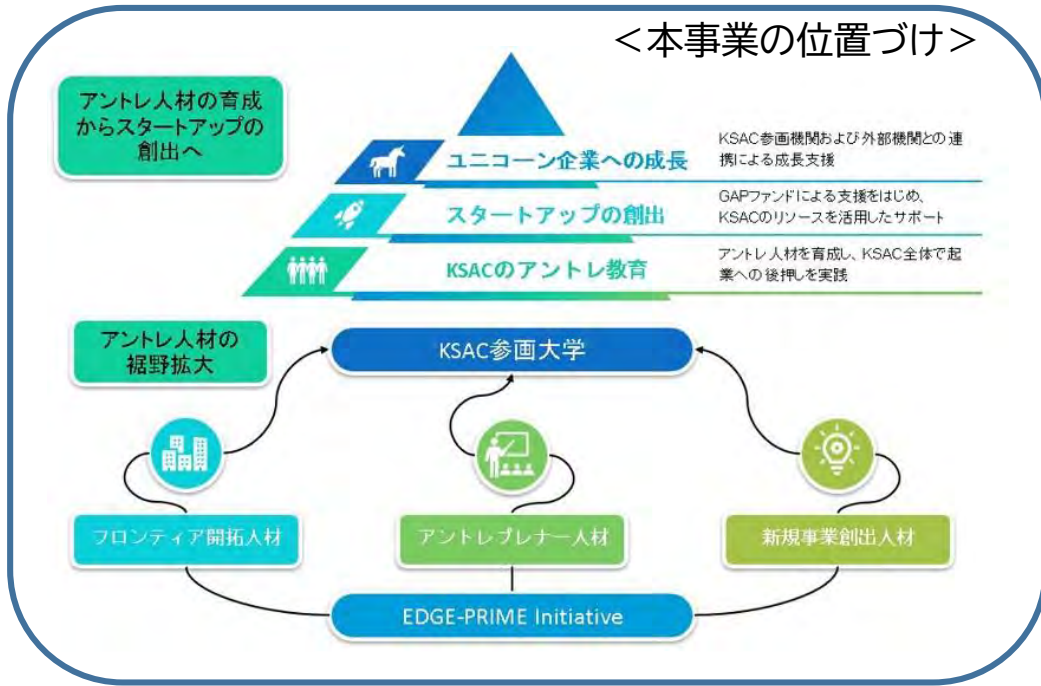 ＜本事業の位置づけ＞
アントレ人材の育成
からスタートアップの
創出へ
ユニコーン企業への成長
KSAC参画機関および外部機関との連
携による成長支援
スタートアップの創出
GAPファンドによる支援をはじめ、
KSACのリソースを活用したサポート
KSACのアントレ教育
アントレ人材を育成し、KSAC全体で起
業への後押しを実践
アントレ人材の
裾野拡大
KSAC参画大学
フロンティア開拓人材
アントレプレナー人材
新規事業創出人材
EDGE-PRIME Initiative